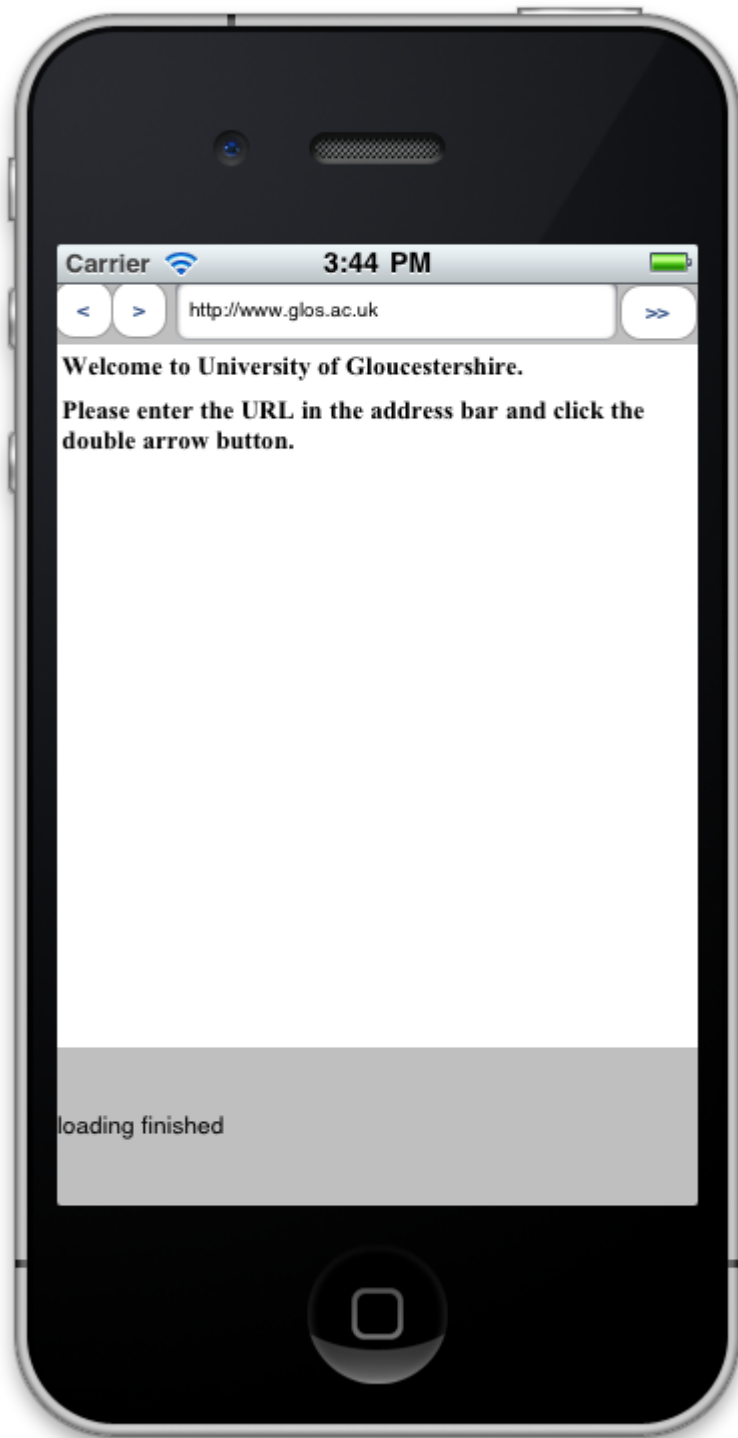 Carrier 3:44 PM
< > http://www.glos.ac.uk >>
Welcome to University of Gloucestershire.
Please enter the URL in the address bar and click the
double arrow button.
loading finished